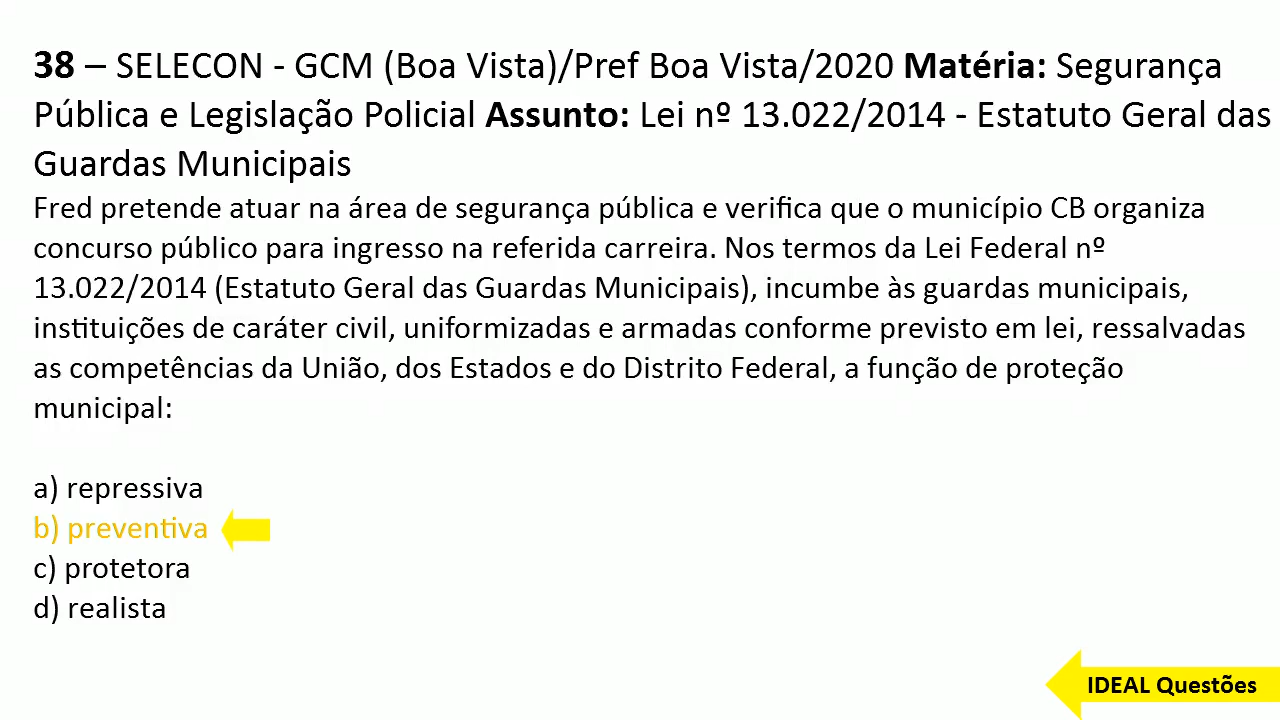 38 – SELECON - GCM (Boa Vista)/Pref Boa Vista/2020 Matéria: Segurança
Pública e Legislação Policial Assunto: Lei nº 13.022/2014 - Estatuto Geral das
Guardas Municipais
Fred pretende atuar na área de segurança pública e verifica que o município CB organiza
concurso público para ingresso na referida carreira. Nos termos da Lei Federal nº
13.022/2014 (Estatuto Geral das Guardas Municipais), incumbe às guardas municipais,
instituições de caráter civil, uniformizadas e armadas conforme previsto em lei, ressalvadas
as competências da União, dos Estados e do Distrito Federal, a função de proteção
municipal:
a) repressiva
b) preventiva
c) protetora
d) realista
IDEAL Questões